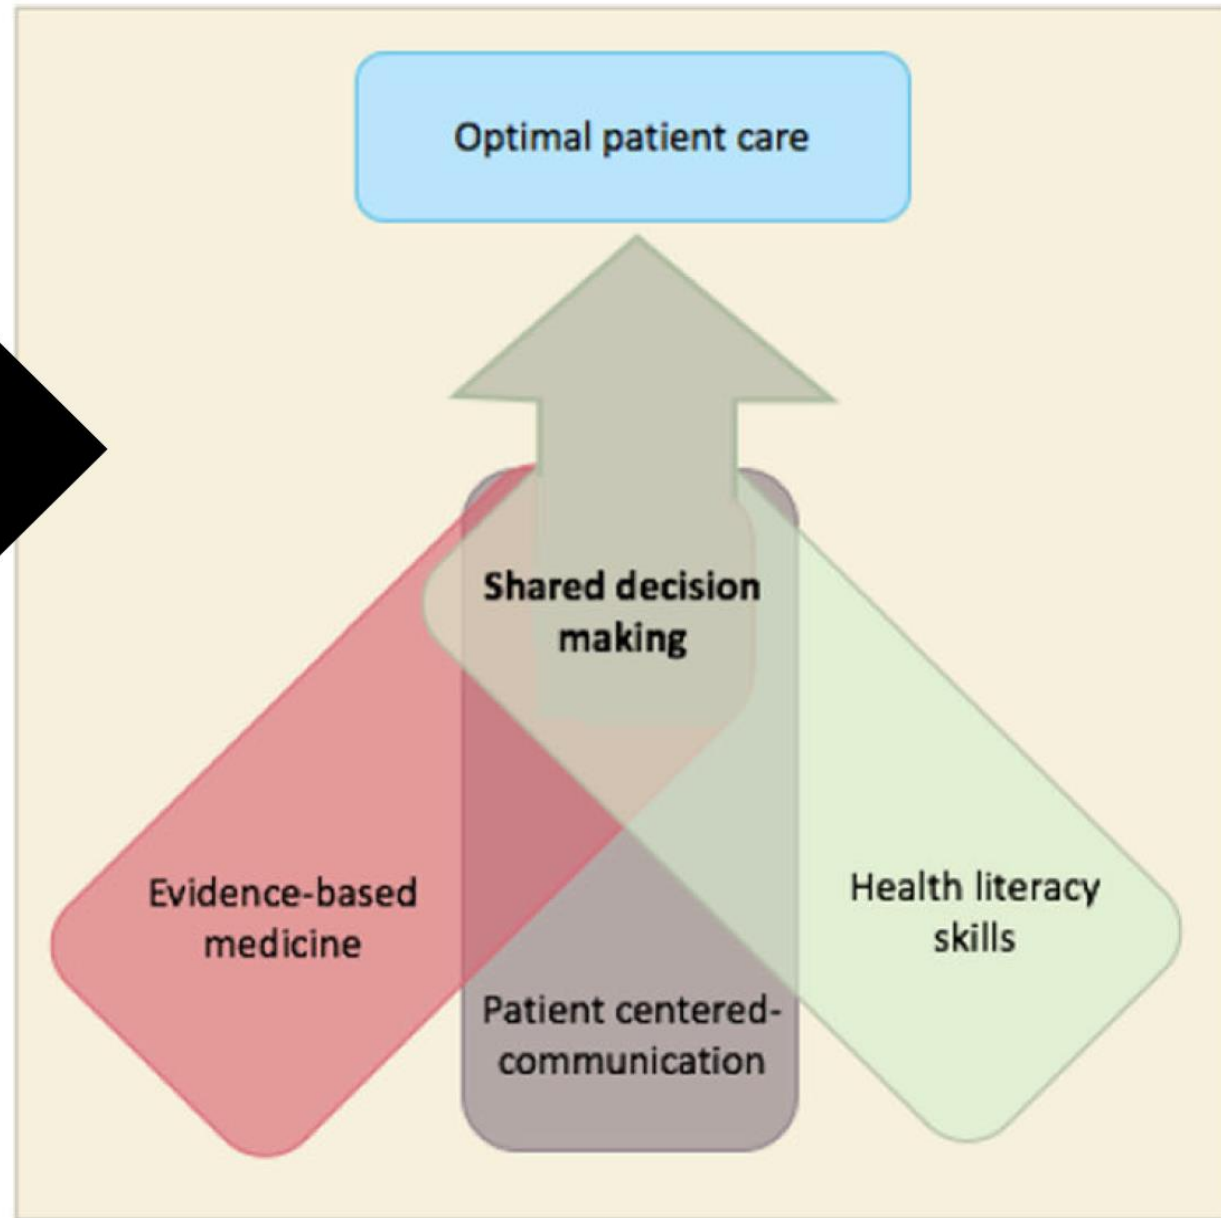 Optimal patient care
Shared decision
making
Evidence-based
medicine
Health literacy
skills
Patient centered-
communication